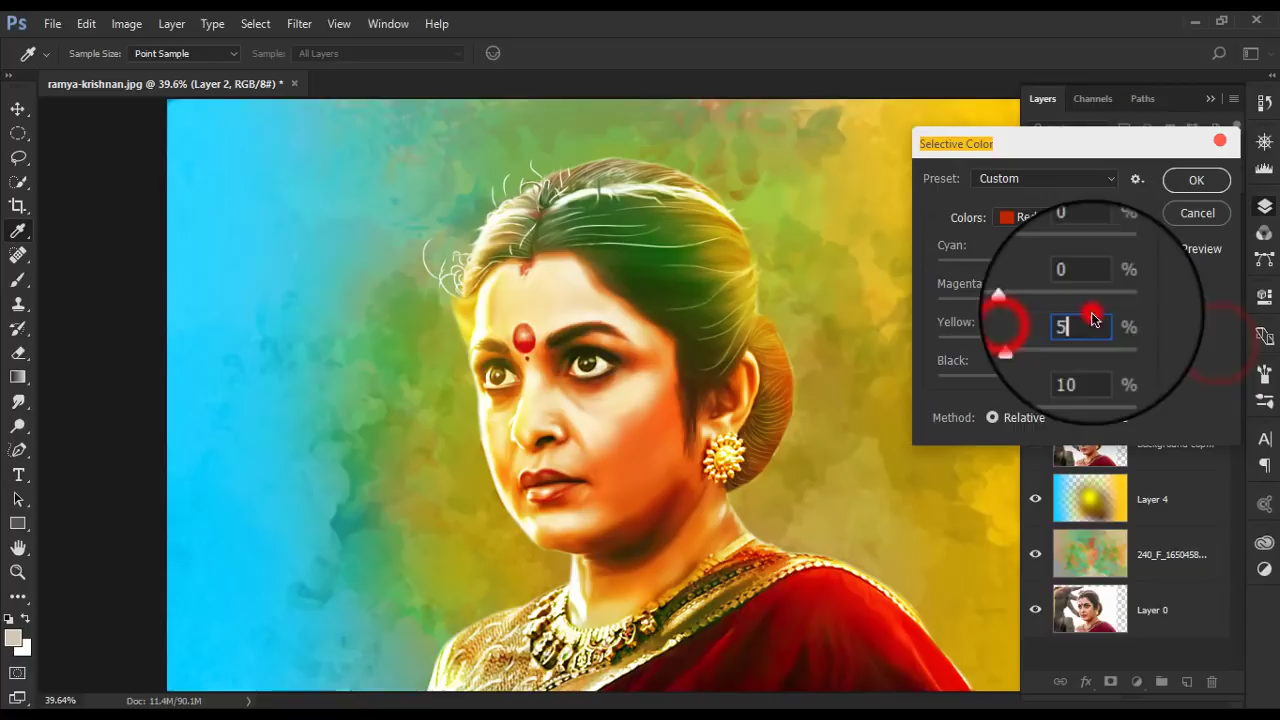 Ps File Edit Image Layer Type Select Filter View Window Help
Sample Size: Point Sample Sample: All Layers
ramya-krishnan.jpg @ 39.6% (Layer 2, RGB/8#) *
Layers Channels Paths
Selective Color
Preset: Custom OK
Colors: Red Cancel
0 %
Cyan: Preview
0 %
Magenta
Yellow: 5 %
Black: 10 %
Method: Relative
Layer 4
240_F_1650458...
Layer 0
39.64% Doc: 11.4M/90.1M